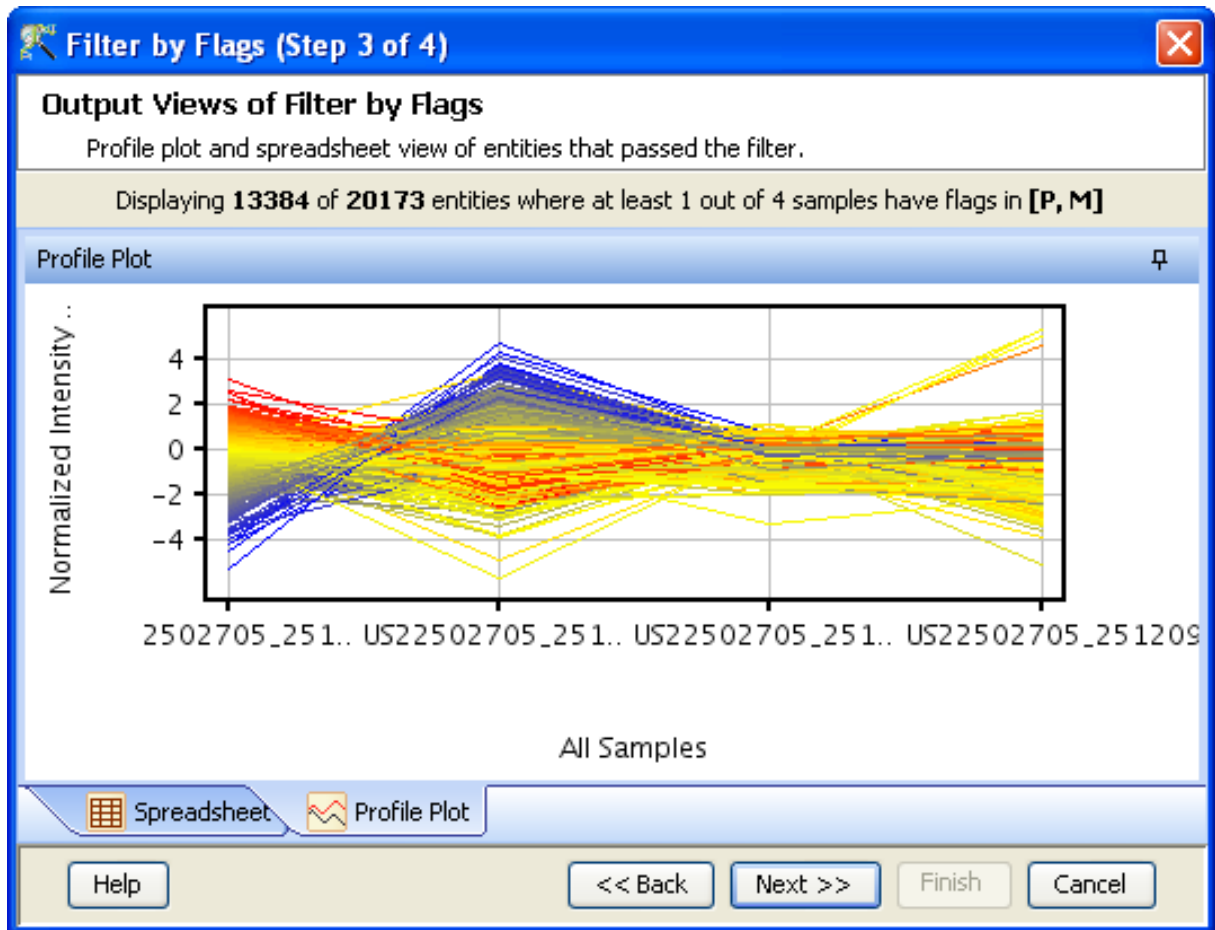 Filter by Flags (Step 3 of 4)
Output Views of Filter by Flags
Profile plot and spreadsheet view of entities that passed the filter.
Displaying 13384 of 20173 entities where at least 1 out of 4 samples have flags in [P, M]
Profile Plot
Normalized Intensity ..
4
2
0
-2
-4
2502705_251.. US22502705_251.. US22502705_251.. US22502705_251209
All Samples
Spreadsheet Profile Plot
Help << Back Next >> Finish Cancel